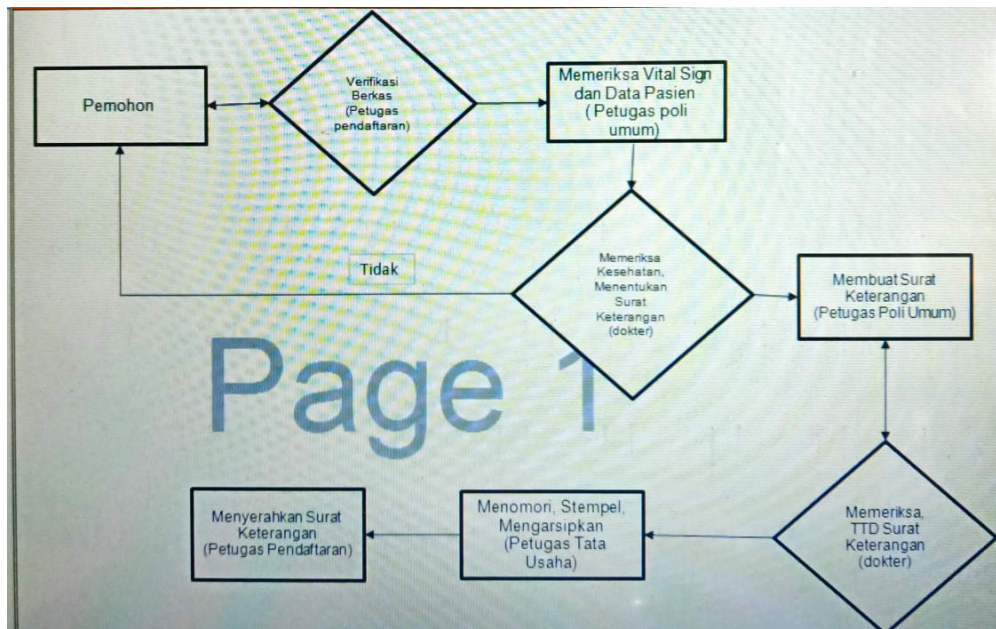 Pemohon
Verifikasi
Berkas
(Petugas
pendaftaran)
Memeriksa Vital Sign
dan Data Pasien
( Petugas poli
umum)
Memeriksa
Kesehatan,
Menentukan
Surat
Keterangan
(dokter)
Tidak
Membuat Surat
Keterangan
(Petugas Poli Umum)
Page 1
Memeriksa,
TTD Surat
Keterangan
(dokter)
Menomori, Stempel,
Mengarsipkan
(Petugas Tata
Usaha)
Menyerahkan Surat
Keterangan
(Petugas Pendaftaran)